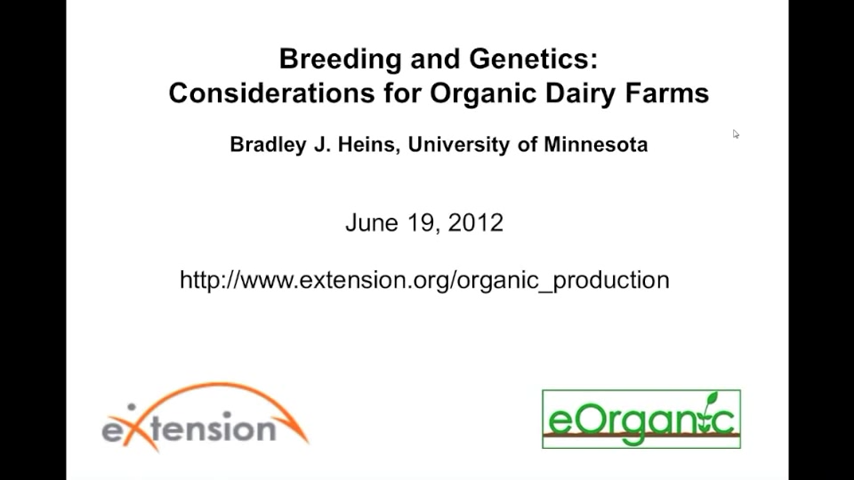 Breeding and Genetics:
Considerations for Organic Dairy Farms
Bradley J. Heins, University of Minnesota
June 19, 2012
http://www.extension.org/organic_production
eXtension
eOrganic